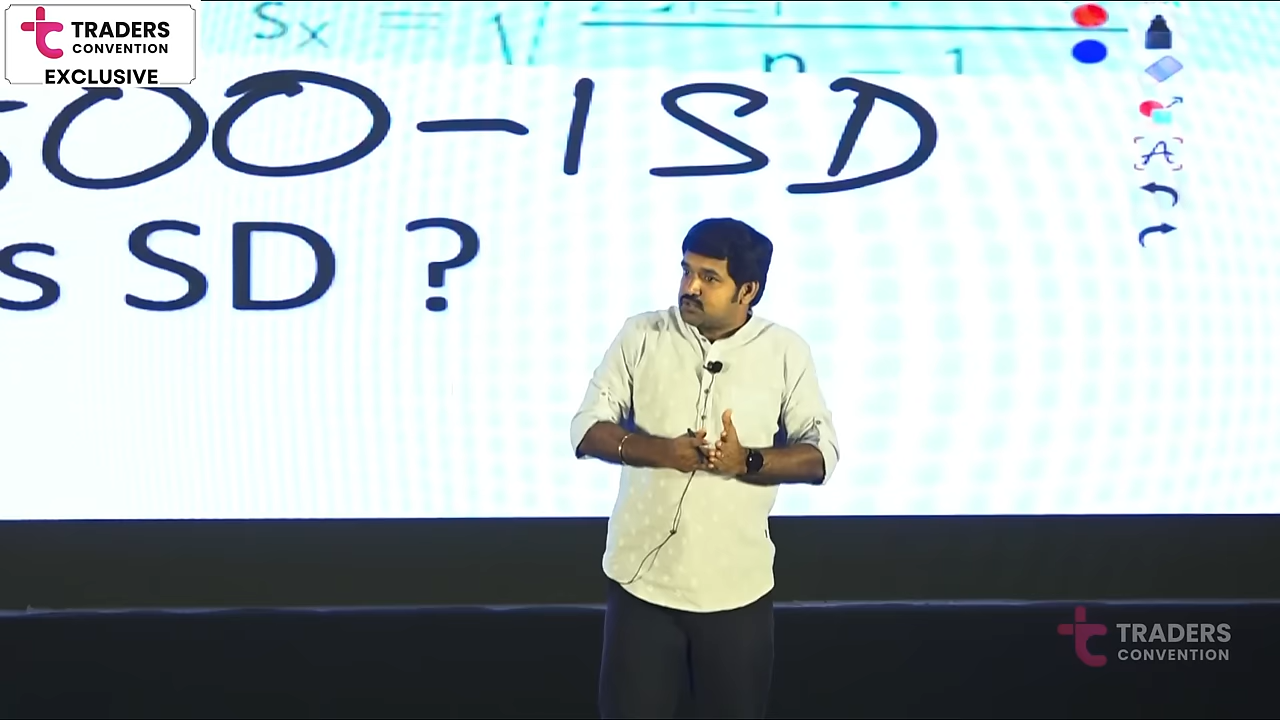 TRADERS
CONVENTION
EXCLUSIVE
Sx = √
n - 1
500-1SD
s SD ?
A
TRADERS
CONVENTION